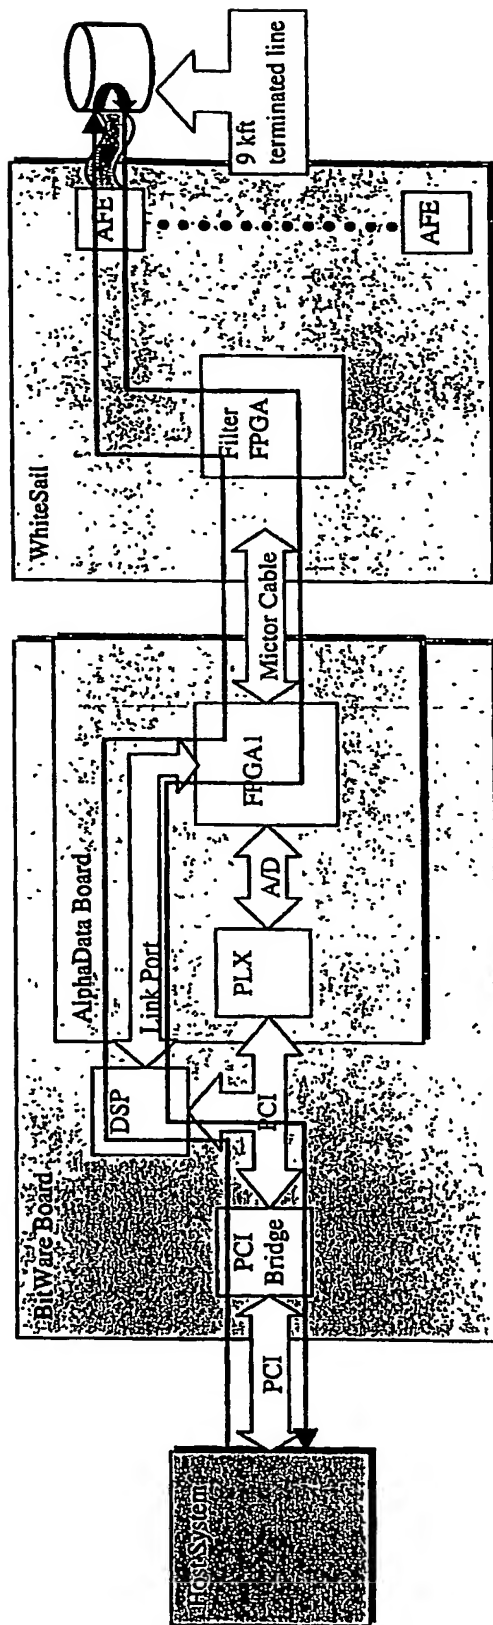 Host System
PCI
BitWare Board
PCI
Bridge
PCI
DSP
AlphaData Board
Link Port
PLX
A/D
FPGA1
Mictor Cable
WhiteSail
Filter
FPGA
AFE
AFE
9 kft
terminated line